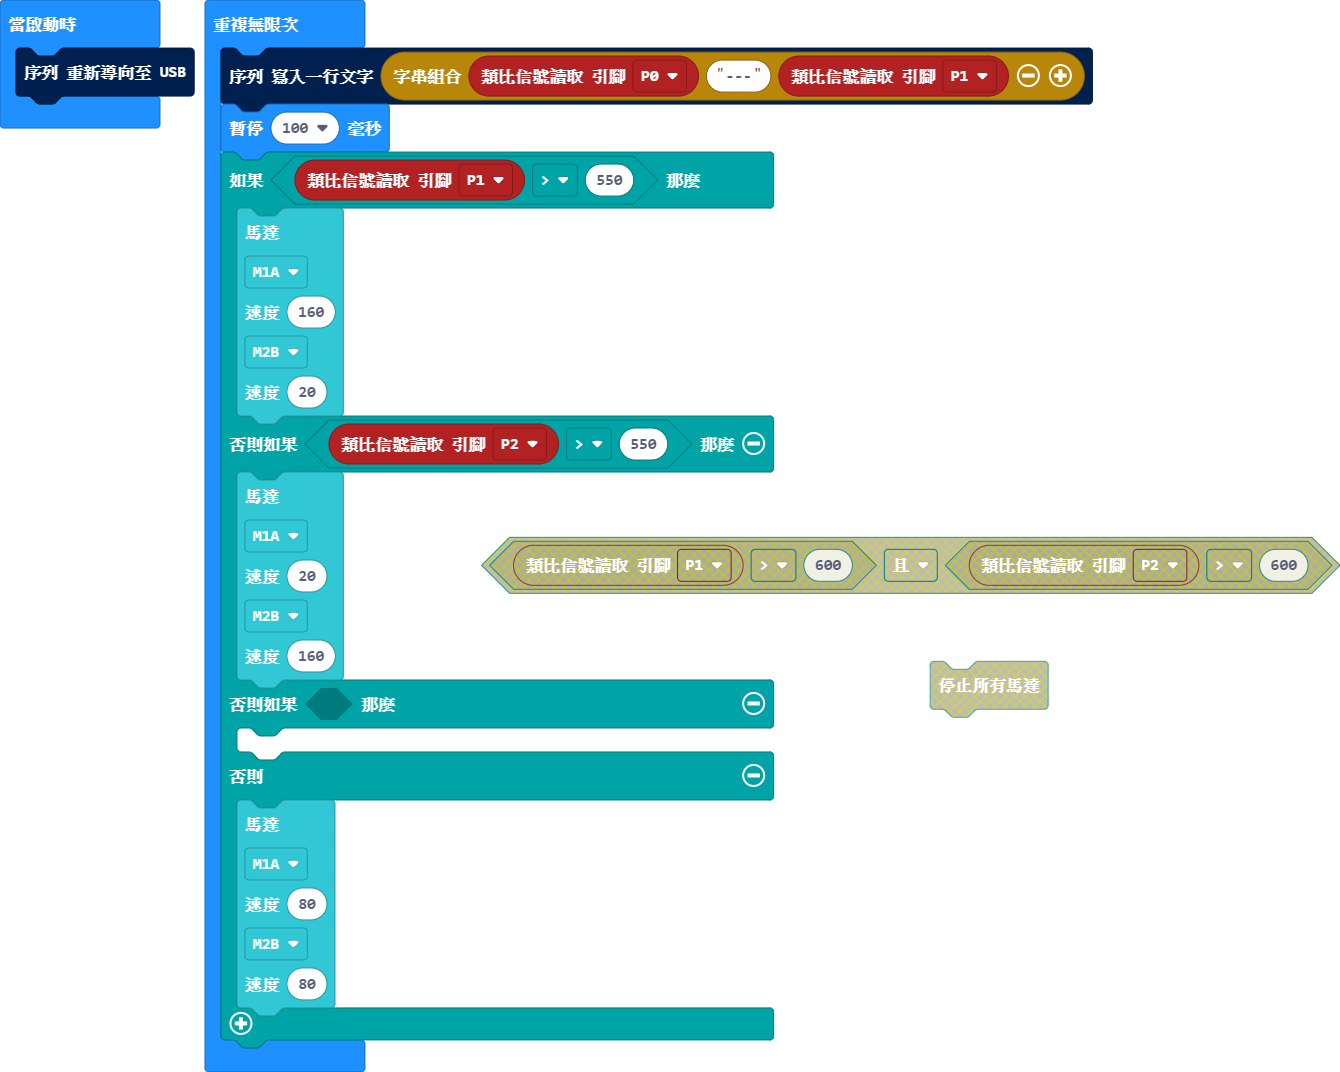 當啟動時
序列 重新導向至 USB
重複無限次
序列 寫入一行文字 字串組合 類比信號讀取 引腳 P0 "---" 類比信號讀取 引腳 P1
暫停 100 毫秒
如果 類比信號讀取 引腳 P1 > 550 那麼
馬達
M1A
速度 160
M2B
速度 20
否則如果 類比信號讀取 引腳 P2 > 550 那麼
馬達
M1A
速度 20
M2B
速度 160
類比信號讀取 引腳 P1 > 600 且 類比信號讀取 引腳 P2 > 600
停止所有馬達
否則如果 那麼
否則
馬達
M1A
速度 80
M2B
速度 80